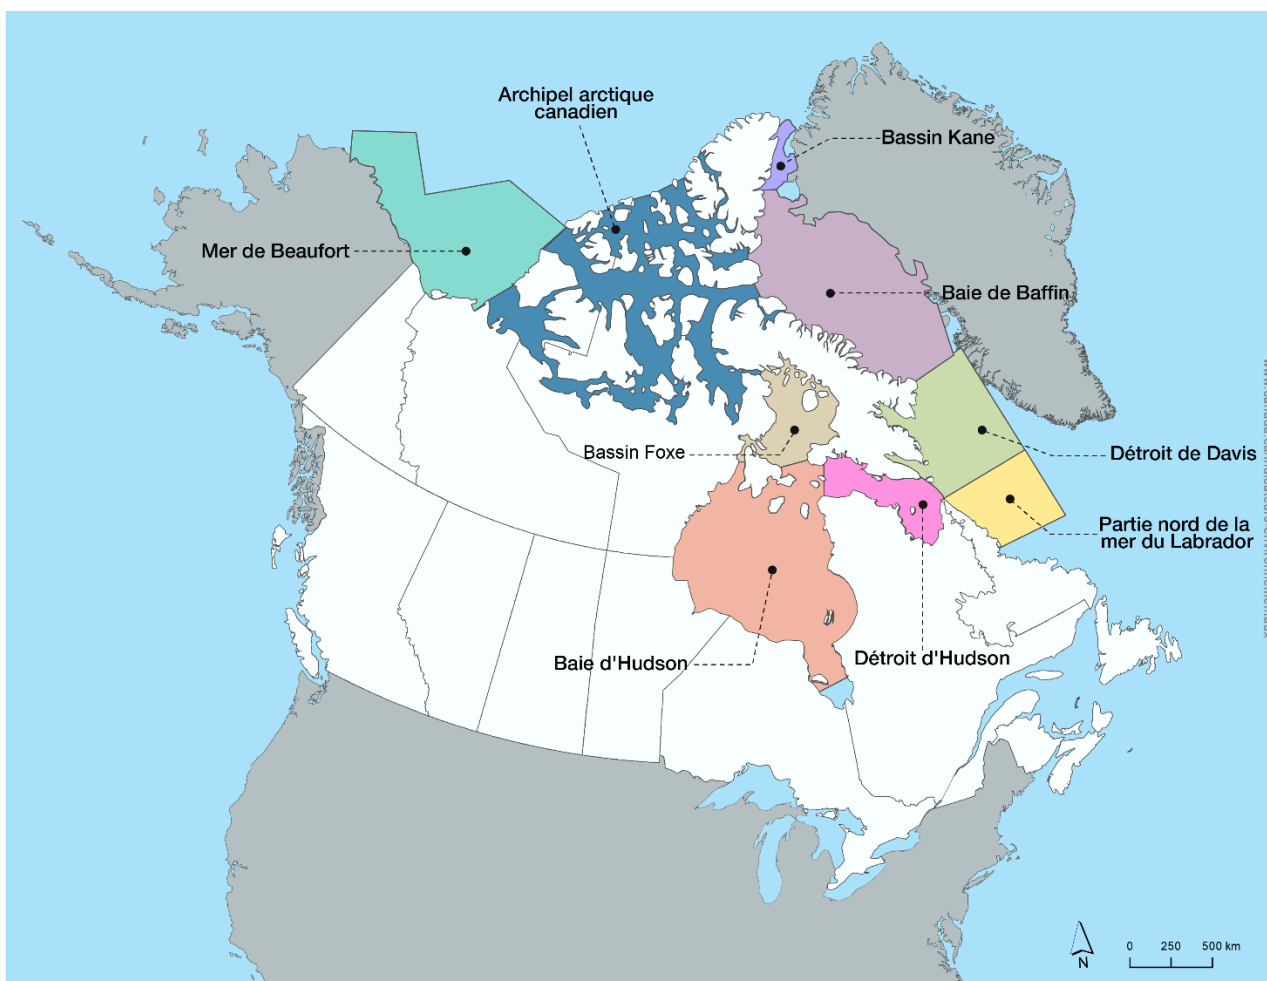 Archipel arctique
canadien
Bassin Kane
Mer de Beaufort
Baie de Baffin
Bassin Foxe
Détroit de Davis
Partie nord de la
mer du Labrador
Baie d'Hudson
Détroit d'Hudson
0 250 500 km
N